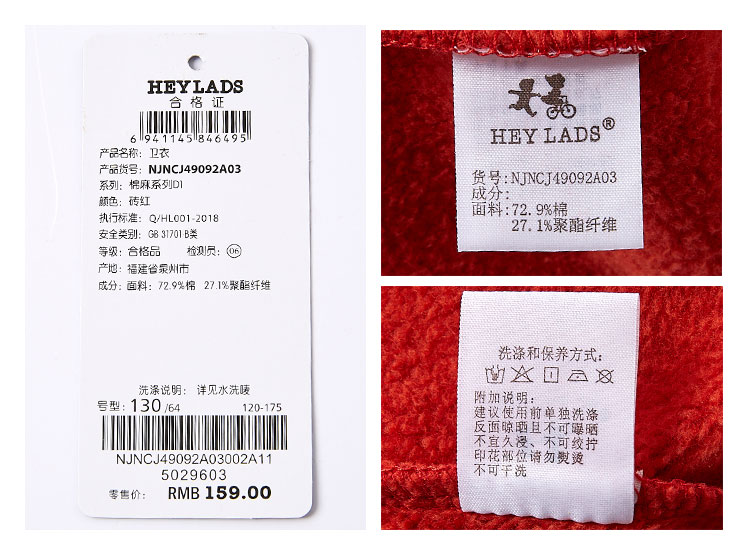 HEYLADS
合格证
6 941145 846495
产品名称: 卫衣
产品货号: NJNCJ49092A03
系列: 棉麻系列D1
颜色: 砖红
执行标准: Q/HL001-2018
安全类别: GB 31701 B类
等级: 合格品 检测员: 06
产地: 福建省泉州市
成分: 面料: 72.9%棉 27.1%聚酯纤维
洗涤说明: 详见水洗唛
号型: 130/64 120-175
NJNCJ49092A03002A11
5029603
零售价: RMB 159.00
HEY LADS®
货号:NJNCJ49092A03
成分:
面料:72.9%棉
27.1%聚酯纤维
洗涤和保养方式:
附加说明:
建议使用前单独洗涤
反面晾晒且不可曝晒
不宜久浸、不可绞拧
印花部位请勿熨烫
不可干洗